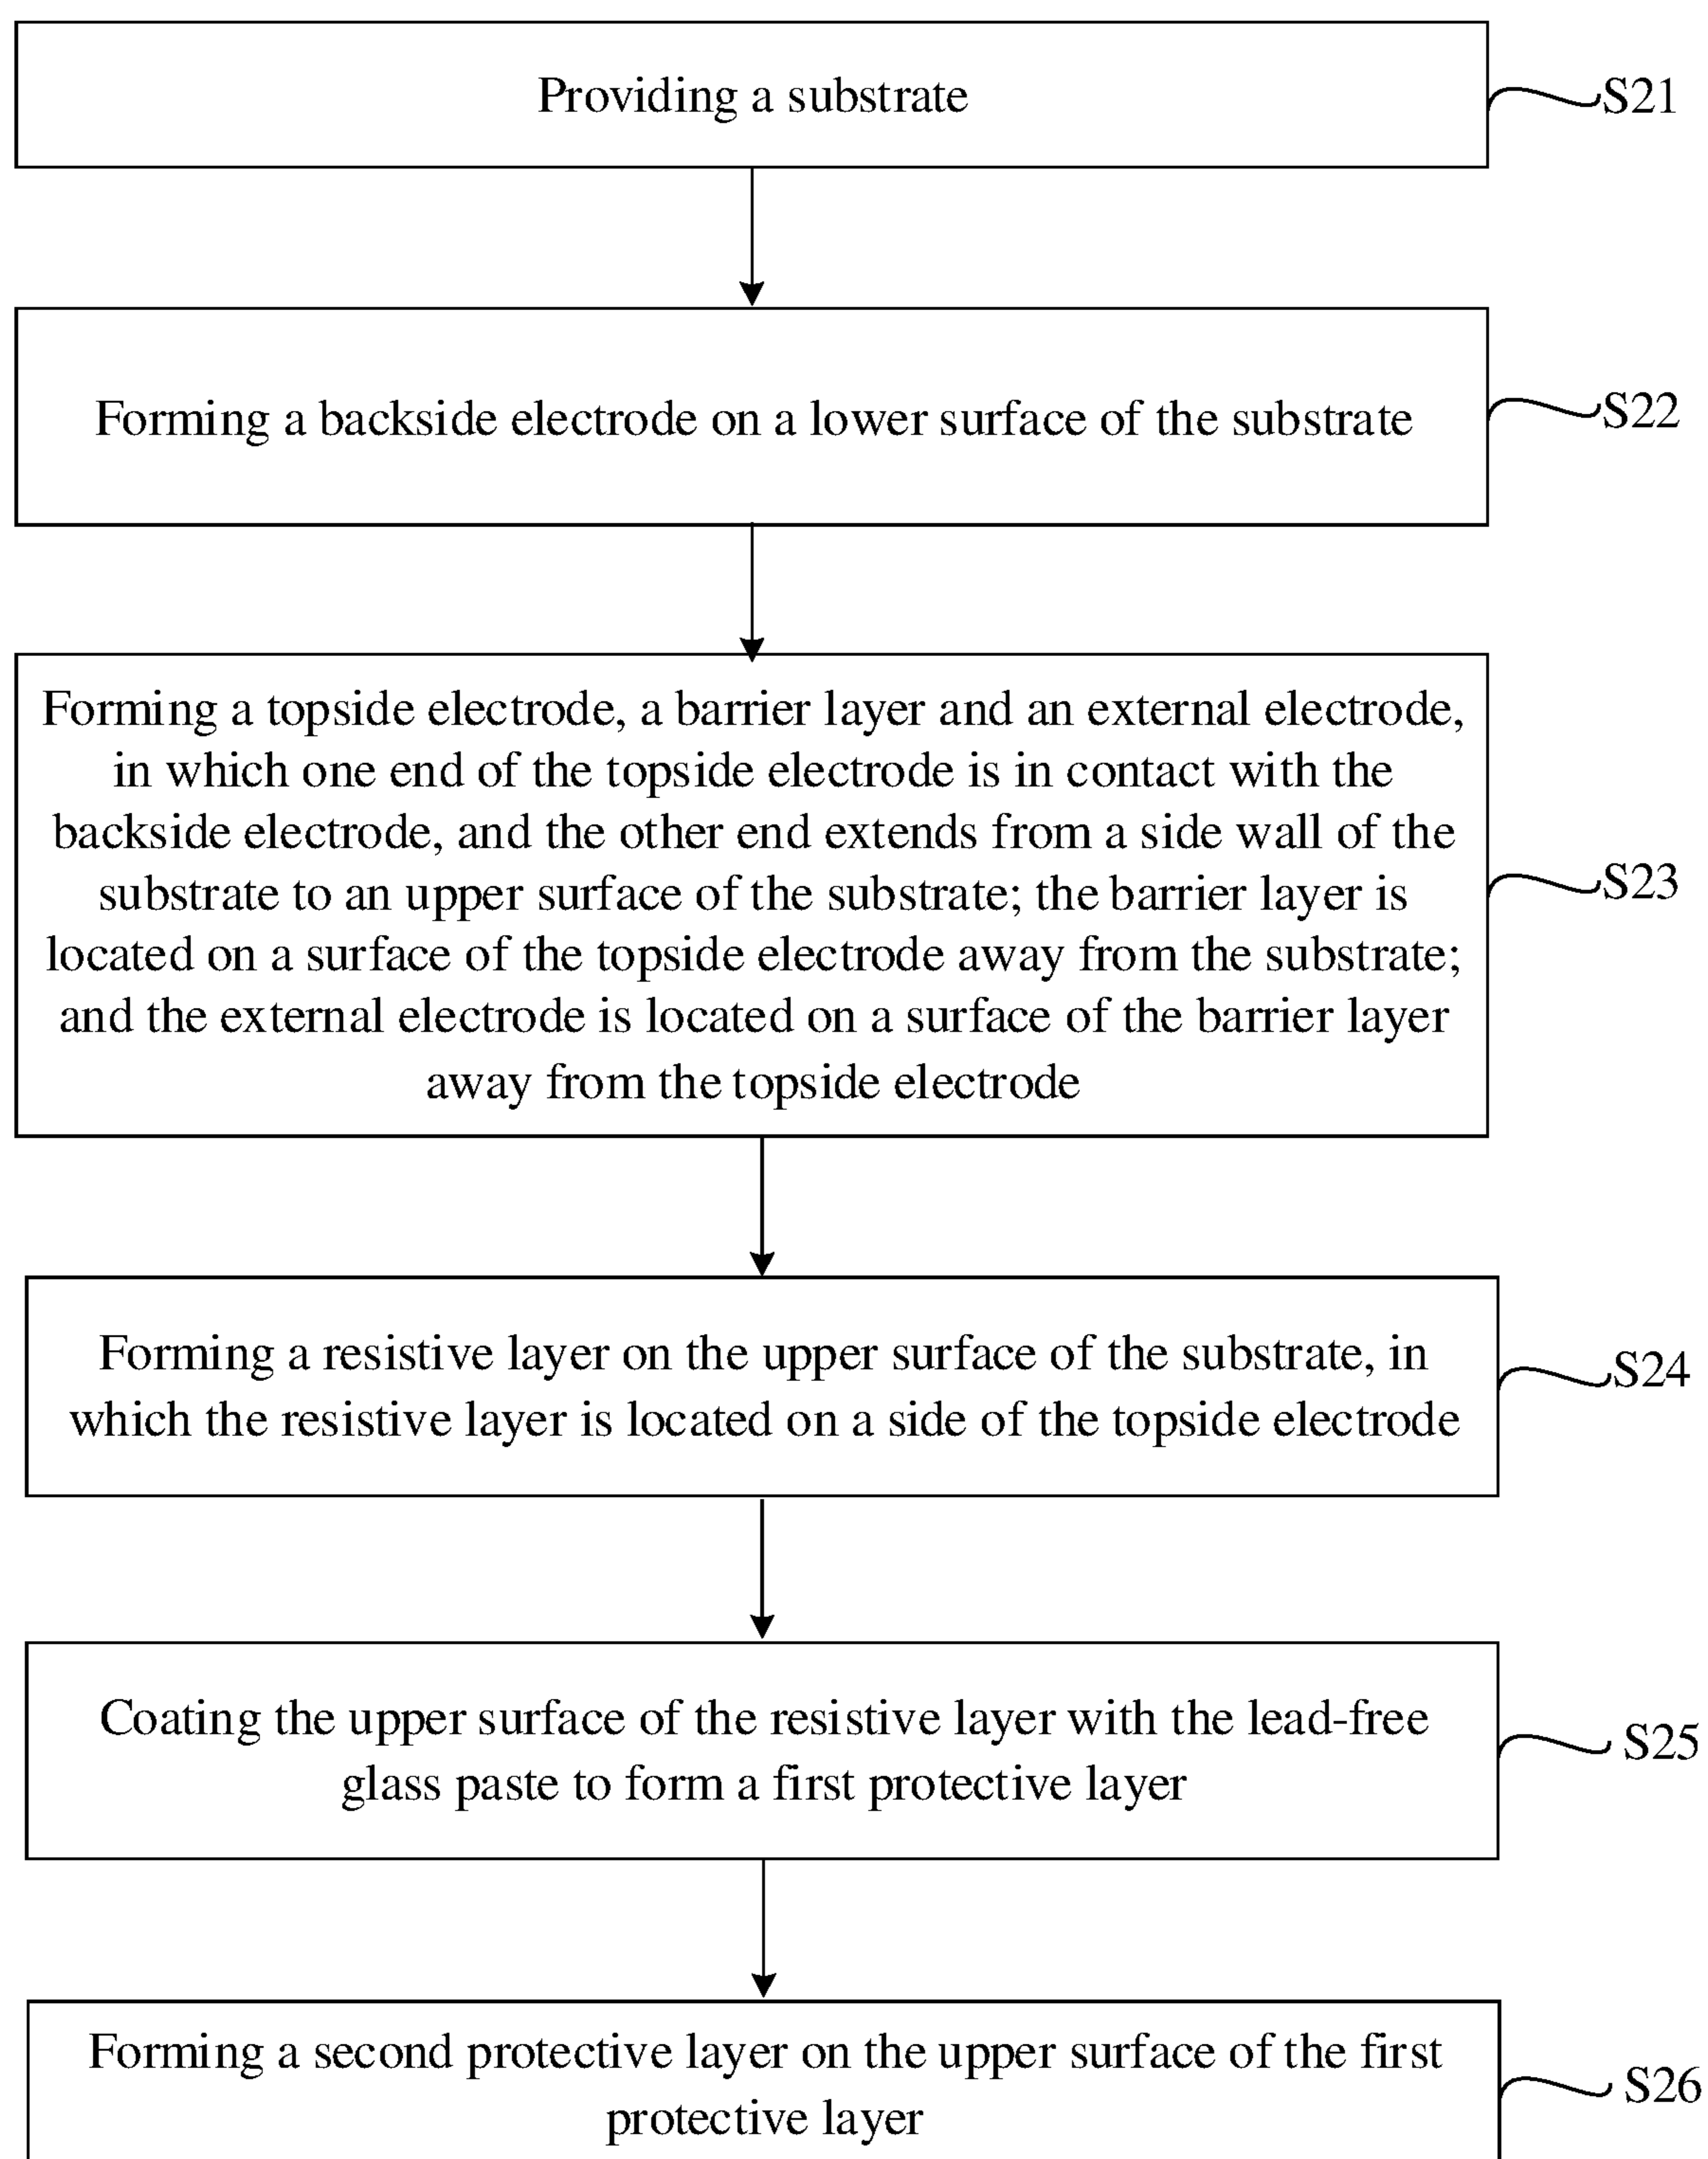 Providing a substrate
S21
Forming a backside electrode on a lower surface of the substrate
S22
Forming a topside electrode, a barrier layer and an external electrode,
in which one end of the topside electrode is in contact with the
backside electrode, and the other end extends from a side wall of the
substrate to an upper surface of the substrate; the barrier layer is
located on a surface of the topside electrode away from the substrate;
and the external electrode is located on a surface of the barrier layer
away from the topside electrode
S23
Forming a resistive layer on the upper surface of the substrate, in
which the resistive layer is located on a side of the topside electrode
S24
Coating the upper surface of the resistive layer with the lead-free
glass paste to form a first protective layer
S25
Forming a second protective layer on the upper surface of the first
protective layer
S26